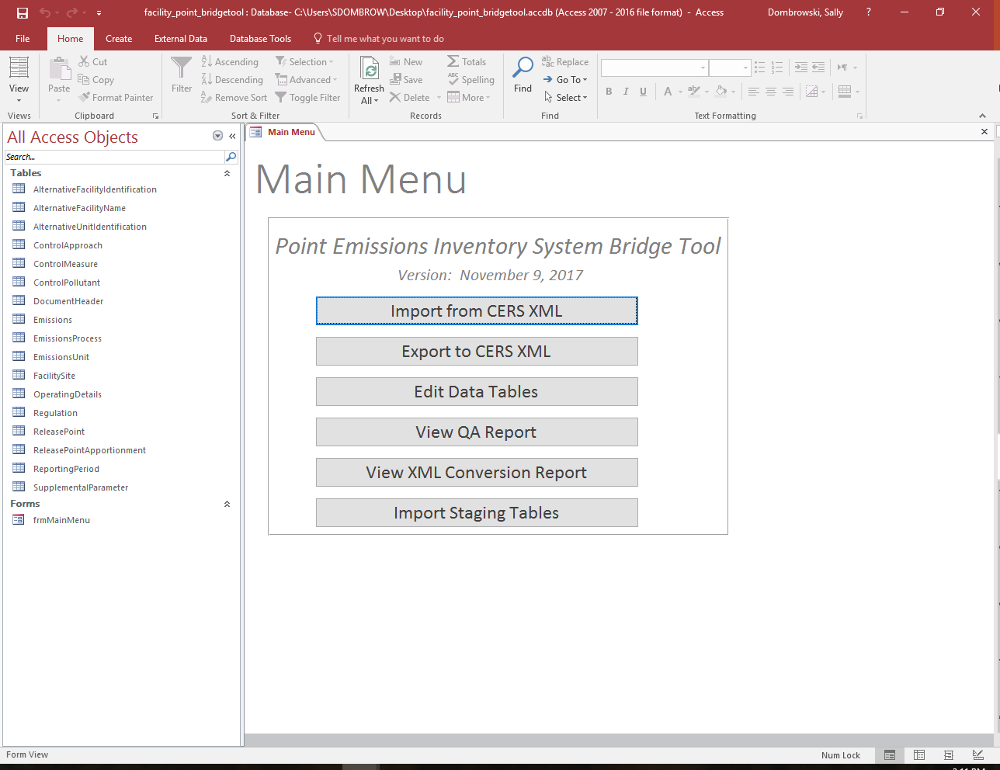 facility_point_bridgetool : Database- C:\Users\SDOMBROW\Desktop\facility_point_bridgetool.accdb (Access 2007 - 2016 file format) - Access
Dombrowski, Sally
?
File
Home
Create
External Data
Database Tools
Tell me what you want to do
View
Views
Paste
Cut
Copy
Format Painter
Clipboard
Filter
Ascending
Descending
Remove Sort
Selection
Advanced
Toggle Filter
Sort & Filter
Refresh
All
New
Save
Delete
Totals
Spelling
More
Records
Find
Replace
Go To
Select
Find
B I U
A
Text Formatting
All Access Objects
Search...
Tables
AlternativeFacilityIdentification
AlternativeFacilityName
AlternativeUnitIdentification
ControlApproach
ControlMeasure
ControlPollutant
DocumentHeader
Emissions
EmissionsProcess
EmissionsUnit
FacilitySite
OperatingDetails
Regulation
ReleasePoint
ReleasePointApportionment
ReportingPeriod
SupplementalParameter
Forms
frmMainMenu
Main Menu
Main Menu
Point Emissions Inventory System Bridge Tool
Version: November 9, 2017
Import from CERS XML
Export to CERS XML
Edit Data Tables
View QA Report
View XML Conversion Report
Import Staging Tables
Form View
Num Lock